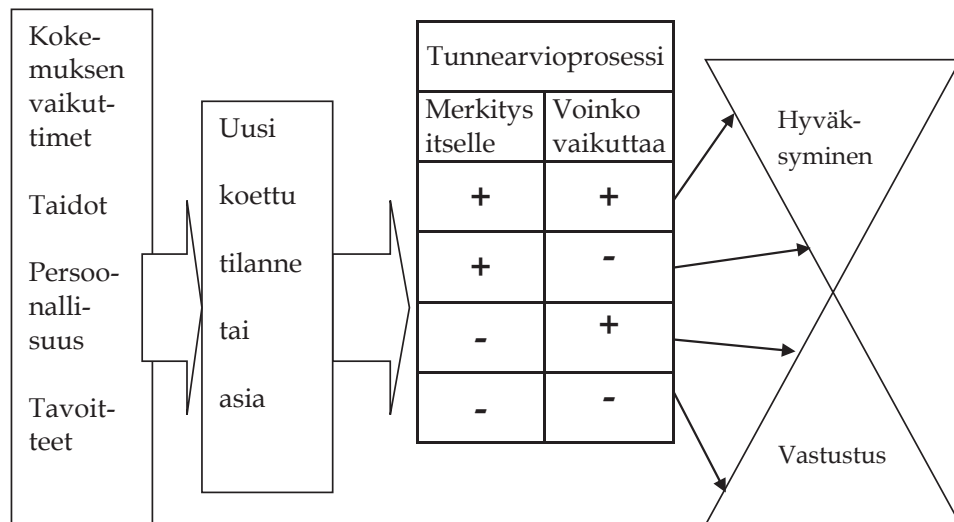 Koke-
muksen
vaikut-
timet
Taidot
Persoo-
nalli-
suus
Tavoit-
teet
Uusi
koettu
tilanne
tai
asia
Tunnearvioprosessi
Merkitys
itselle
Voinko
vaikuttaa
+ +
+ -
- +
- -
Hyväk-
syminen
Vastustus